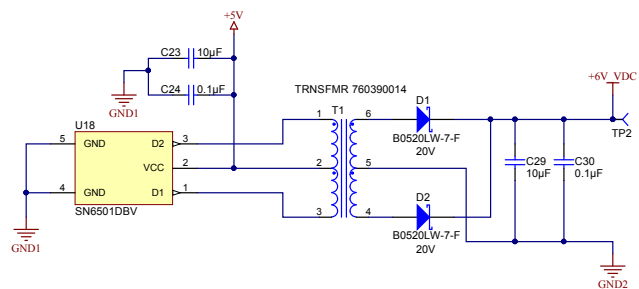 +5V
C23 10µF
C24 0.1µF
GND1
TRNSFMR 760390014
+6V_VDC
TP2
U18
5 GND D2 3
VCC 2
4 GND D1 1
SN6501DBV
GND1
T1
1 6
2 5
3 4
D1
B0520LW-7-F
20V
D2
B0520LW-7-F
20V
C29
10µF
C30
0.1µF
GND2